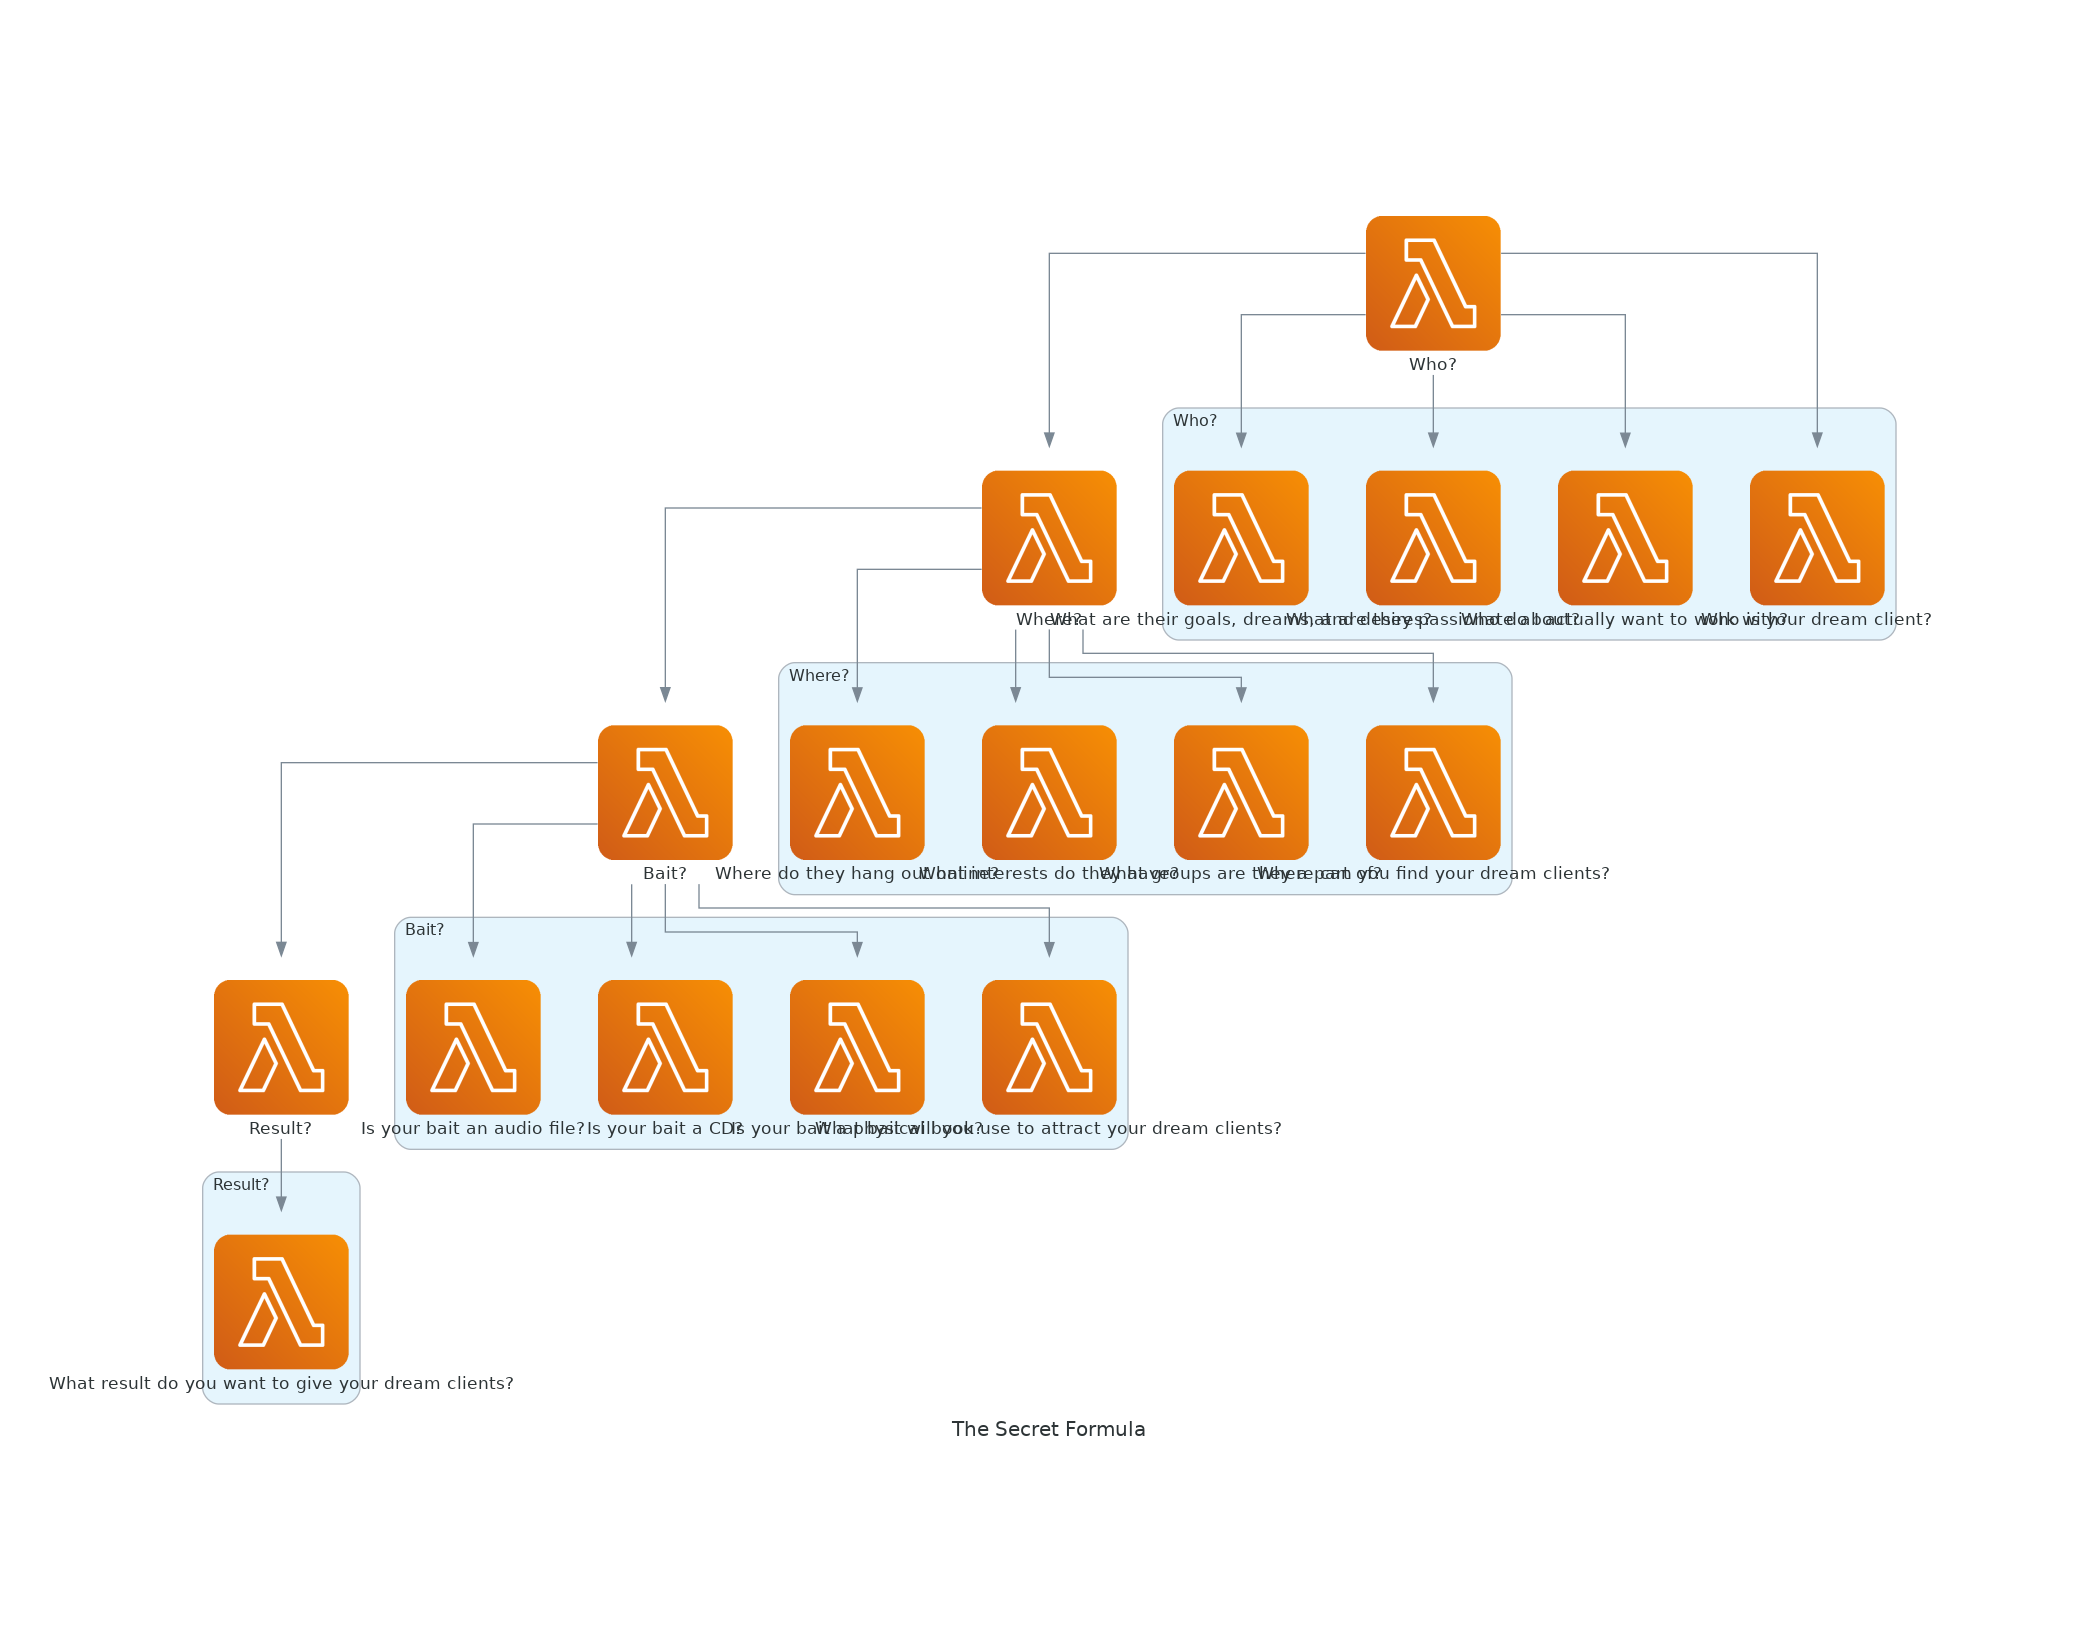 Who?
Who?
Where?
What are their goals, dreams, and desires?
What are they passionate about?
Who do I actually want to work with?
Who is your dream client?
Where?
Bait?
Where do they hang out online?
What interests do they have?
What groups are they a part of?
Where can you find your dream clients?
Bait?
Result?
Is your bait an audio file?
Is your bait a CD?
Is your bait a physical book?
What bait will you use to attract your dream clients?
Result?
What result do you want to give your dream clients?
The Secret Formula